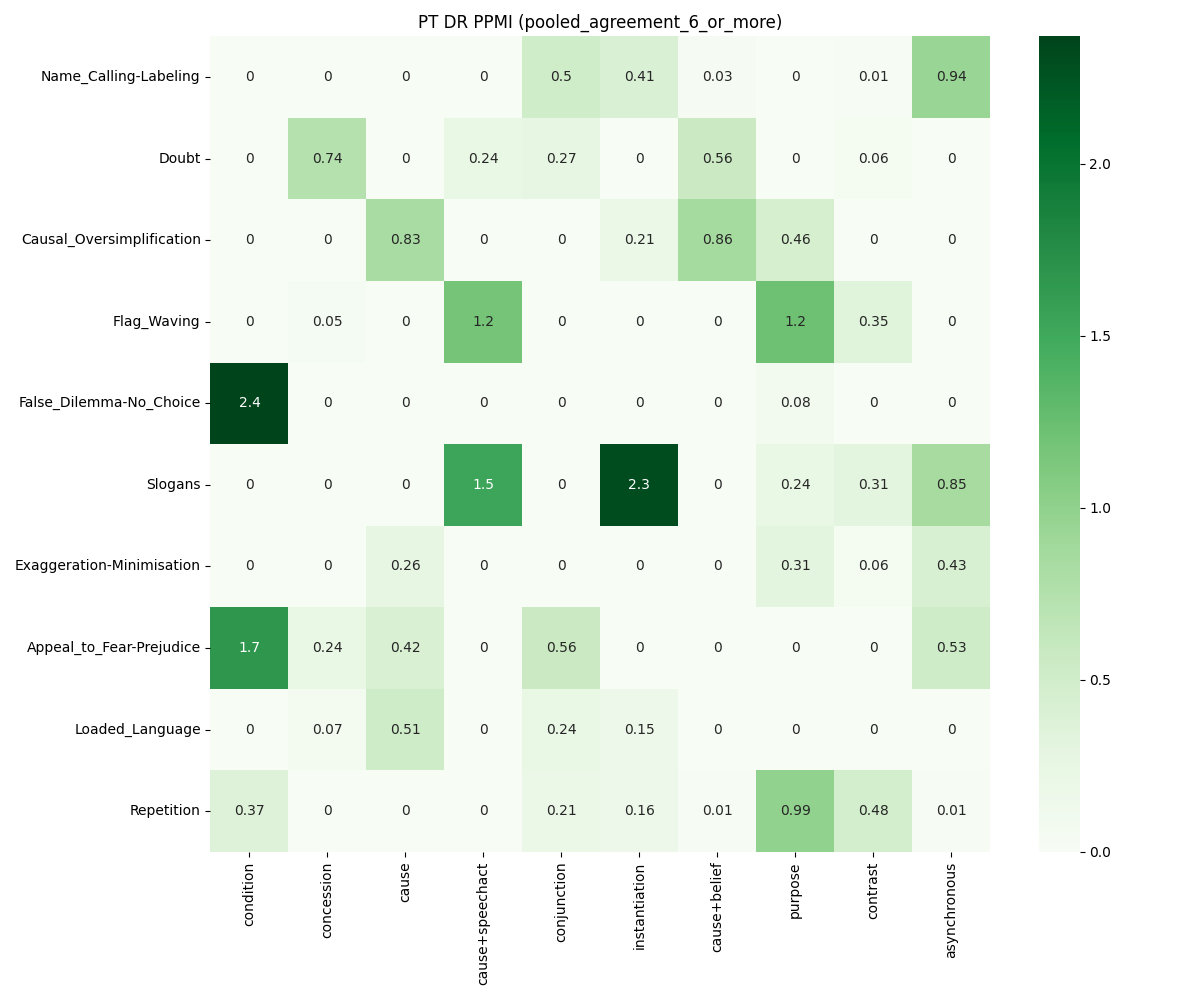 PT DR PPMI (pooled_agreement_6_or_more)
Name_Calling-Labeling 0 0 0 0 0.5 0.41 0.03 0 0.01 0.94
Doubt 0 0.74 0 0.24 0.27 0 0.56 0 0.06 0
2.0
Causal_Oversimplification 0 0 0.83 0 0 0.21 0.86 0.46 0 0
Flag_Waving 0 0.05 0 1.2 0 0 0 1.2 0.35 0
1.5
False_Dilemma-No_Choice 2.4 0 0 0 0 0 0 0.08 0 0
Slogans 0 0 0 1.5 0 2.3 0 0.24 0.31 0.85
1.0
Exaggeration-Minimisation 0 0 0.26 0 0 0 0 0.31 0.06 0.43
Appeal_to_Fear-Prejudice 1.7 0.24 0.42 0 0.56 0 0 0 0 0.53
0.5
Loaded_Language 0 0.07 0.51 0 0.24 0.15 0 0 0 0
Repetition 0.37 0 0 0 0.21 0.16 0.01 0.99 0.48 0.01
0.0
condition
concession
cause
cause+speechact
conjunction
instantiation
cause+belief
purpose
contrast
asynchronous